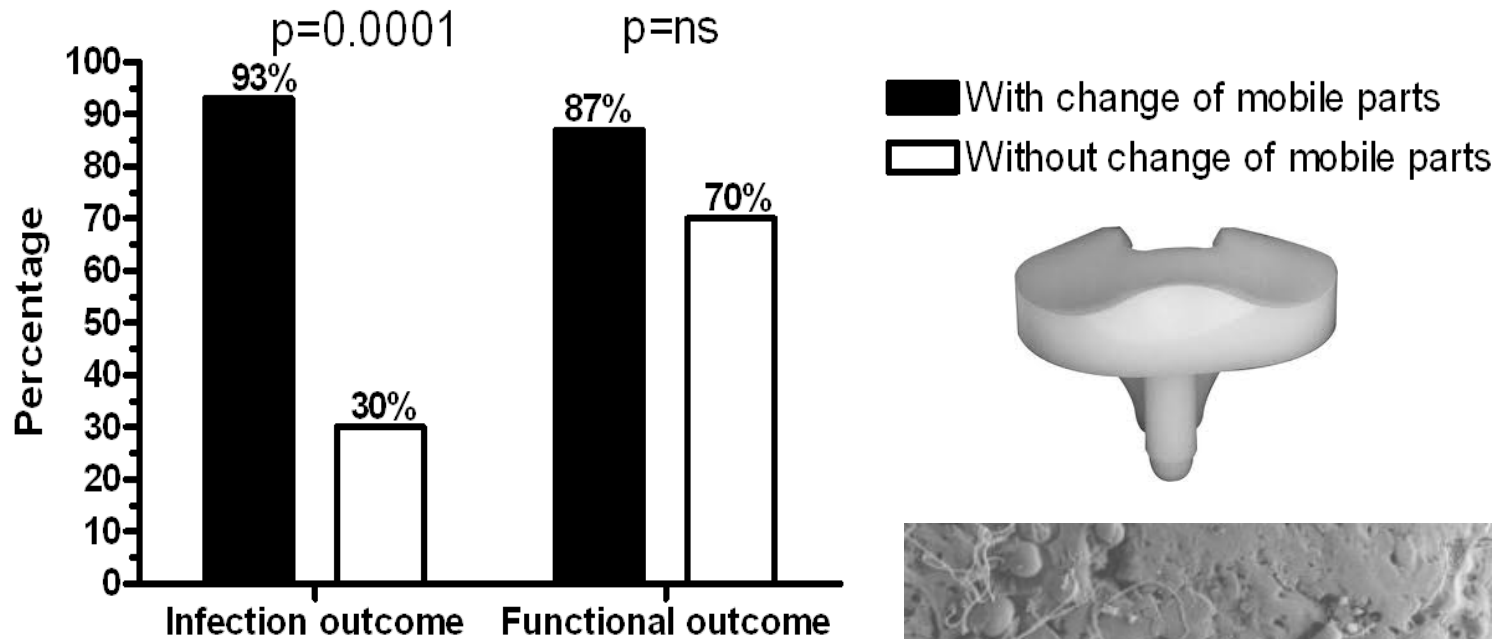 p=0.0001
p=ns
100
90
80
70
60
50
40
30
20
10
0
Percentage
93%
30%
87%
70%
Infection outcome
Functional outcome
With change of mobile parts
Without change of mobile parts